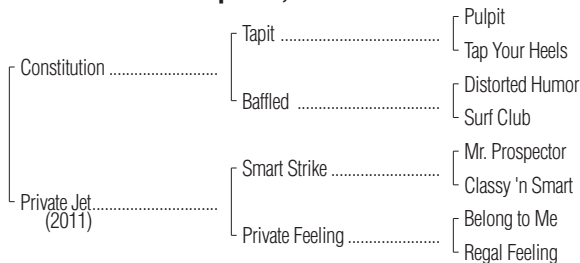 Pulpit
Tapit ........................
Tap Your Heels
Constitution .........................
Distorted Humor
Baffled .......................
Surf Club
Mr. Prospector
Smart Strike ...................
Classy 'n Smart
Private Jet.............................
(2011)
Belong to Me
Private Feeling ................
Regal Feeling